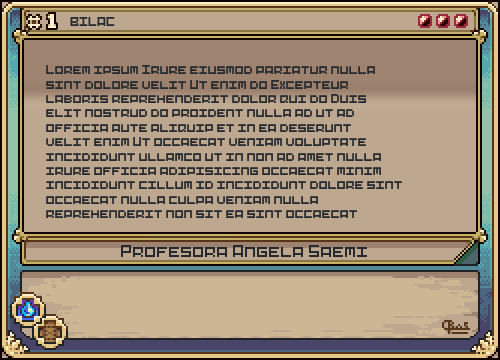 #1 BILAC
Lorem ipsum Irure eiusmod pariatur nulla
sint dolore velit Ut enim do Excepteur
laboris reprehenderit dolor qui do Duis
elit nostrud do proident nulla ad ut ad
officia aute aliquip et in ea deserunt
velit enim Ut occaecat veniam voluptate
incididunt ullamco ut in non ad amet nulla
irure officia adipisicing occaecat minim
incididunt cillum id incididunt dolore sint
occaecat nulla culpa veniam nulla
reprehenderit non sit ea sint occaecat
Profesora Angela Saemi